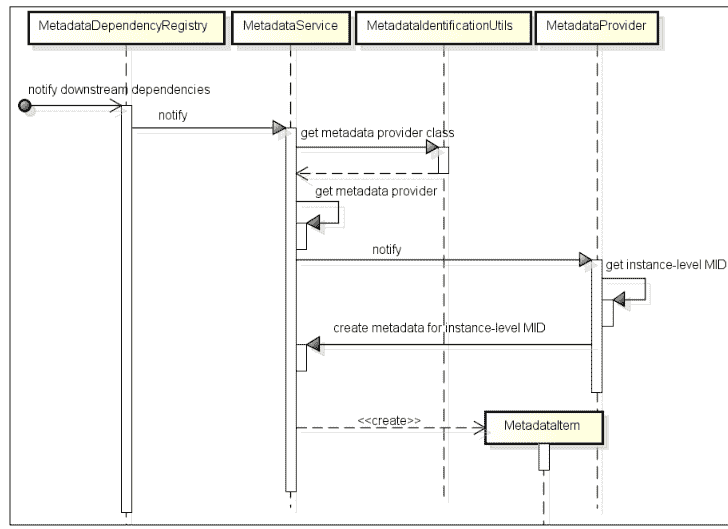 MetadataDependencyRegistry
MetadataService
MetadataIdentificationUtils
MetadataProvider
notify downstream dependencies
notify
get metadata provider class
get metadata provider
notify
get instance-level MID
create metadata for instance-level MID
<<create>>
MetadataItem